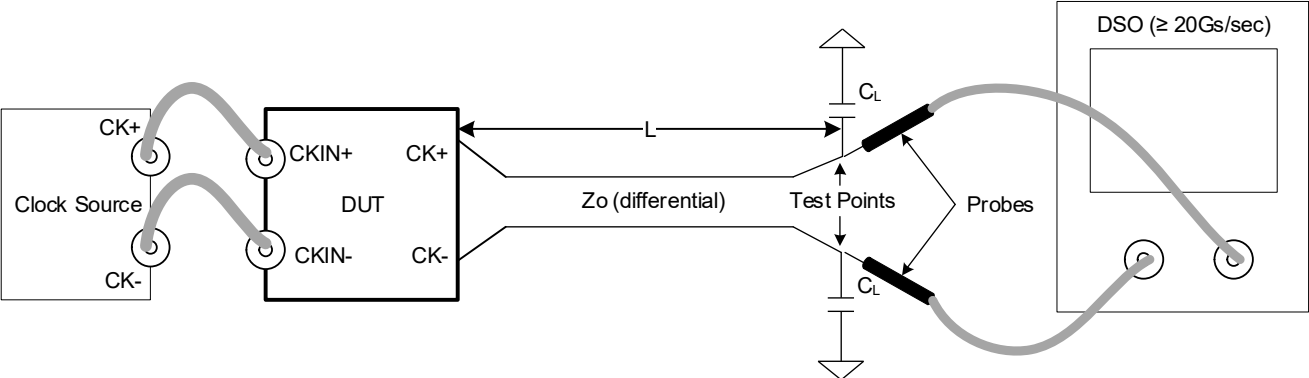 DSO (≥ 20Gs/sec)
CL
CK+
L
CKIN+
CK+
Clock Source
DUT
Zo (differential)
Test Points
Probes
CKIN-
CK-
CK-
CL